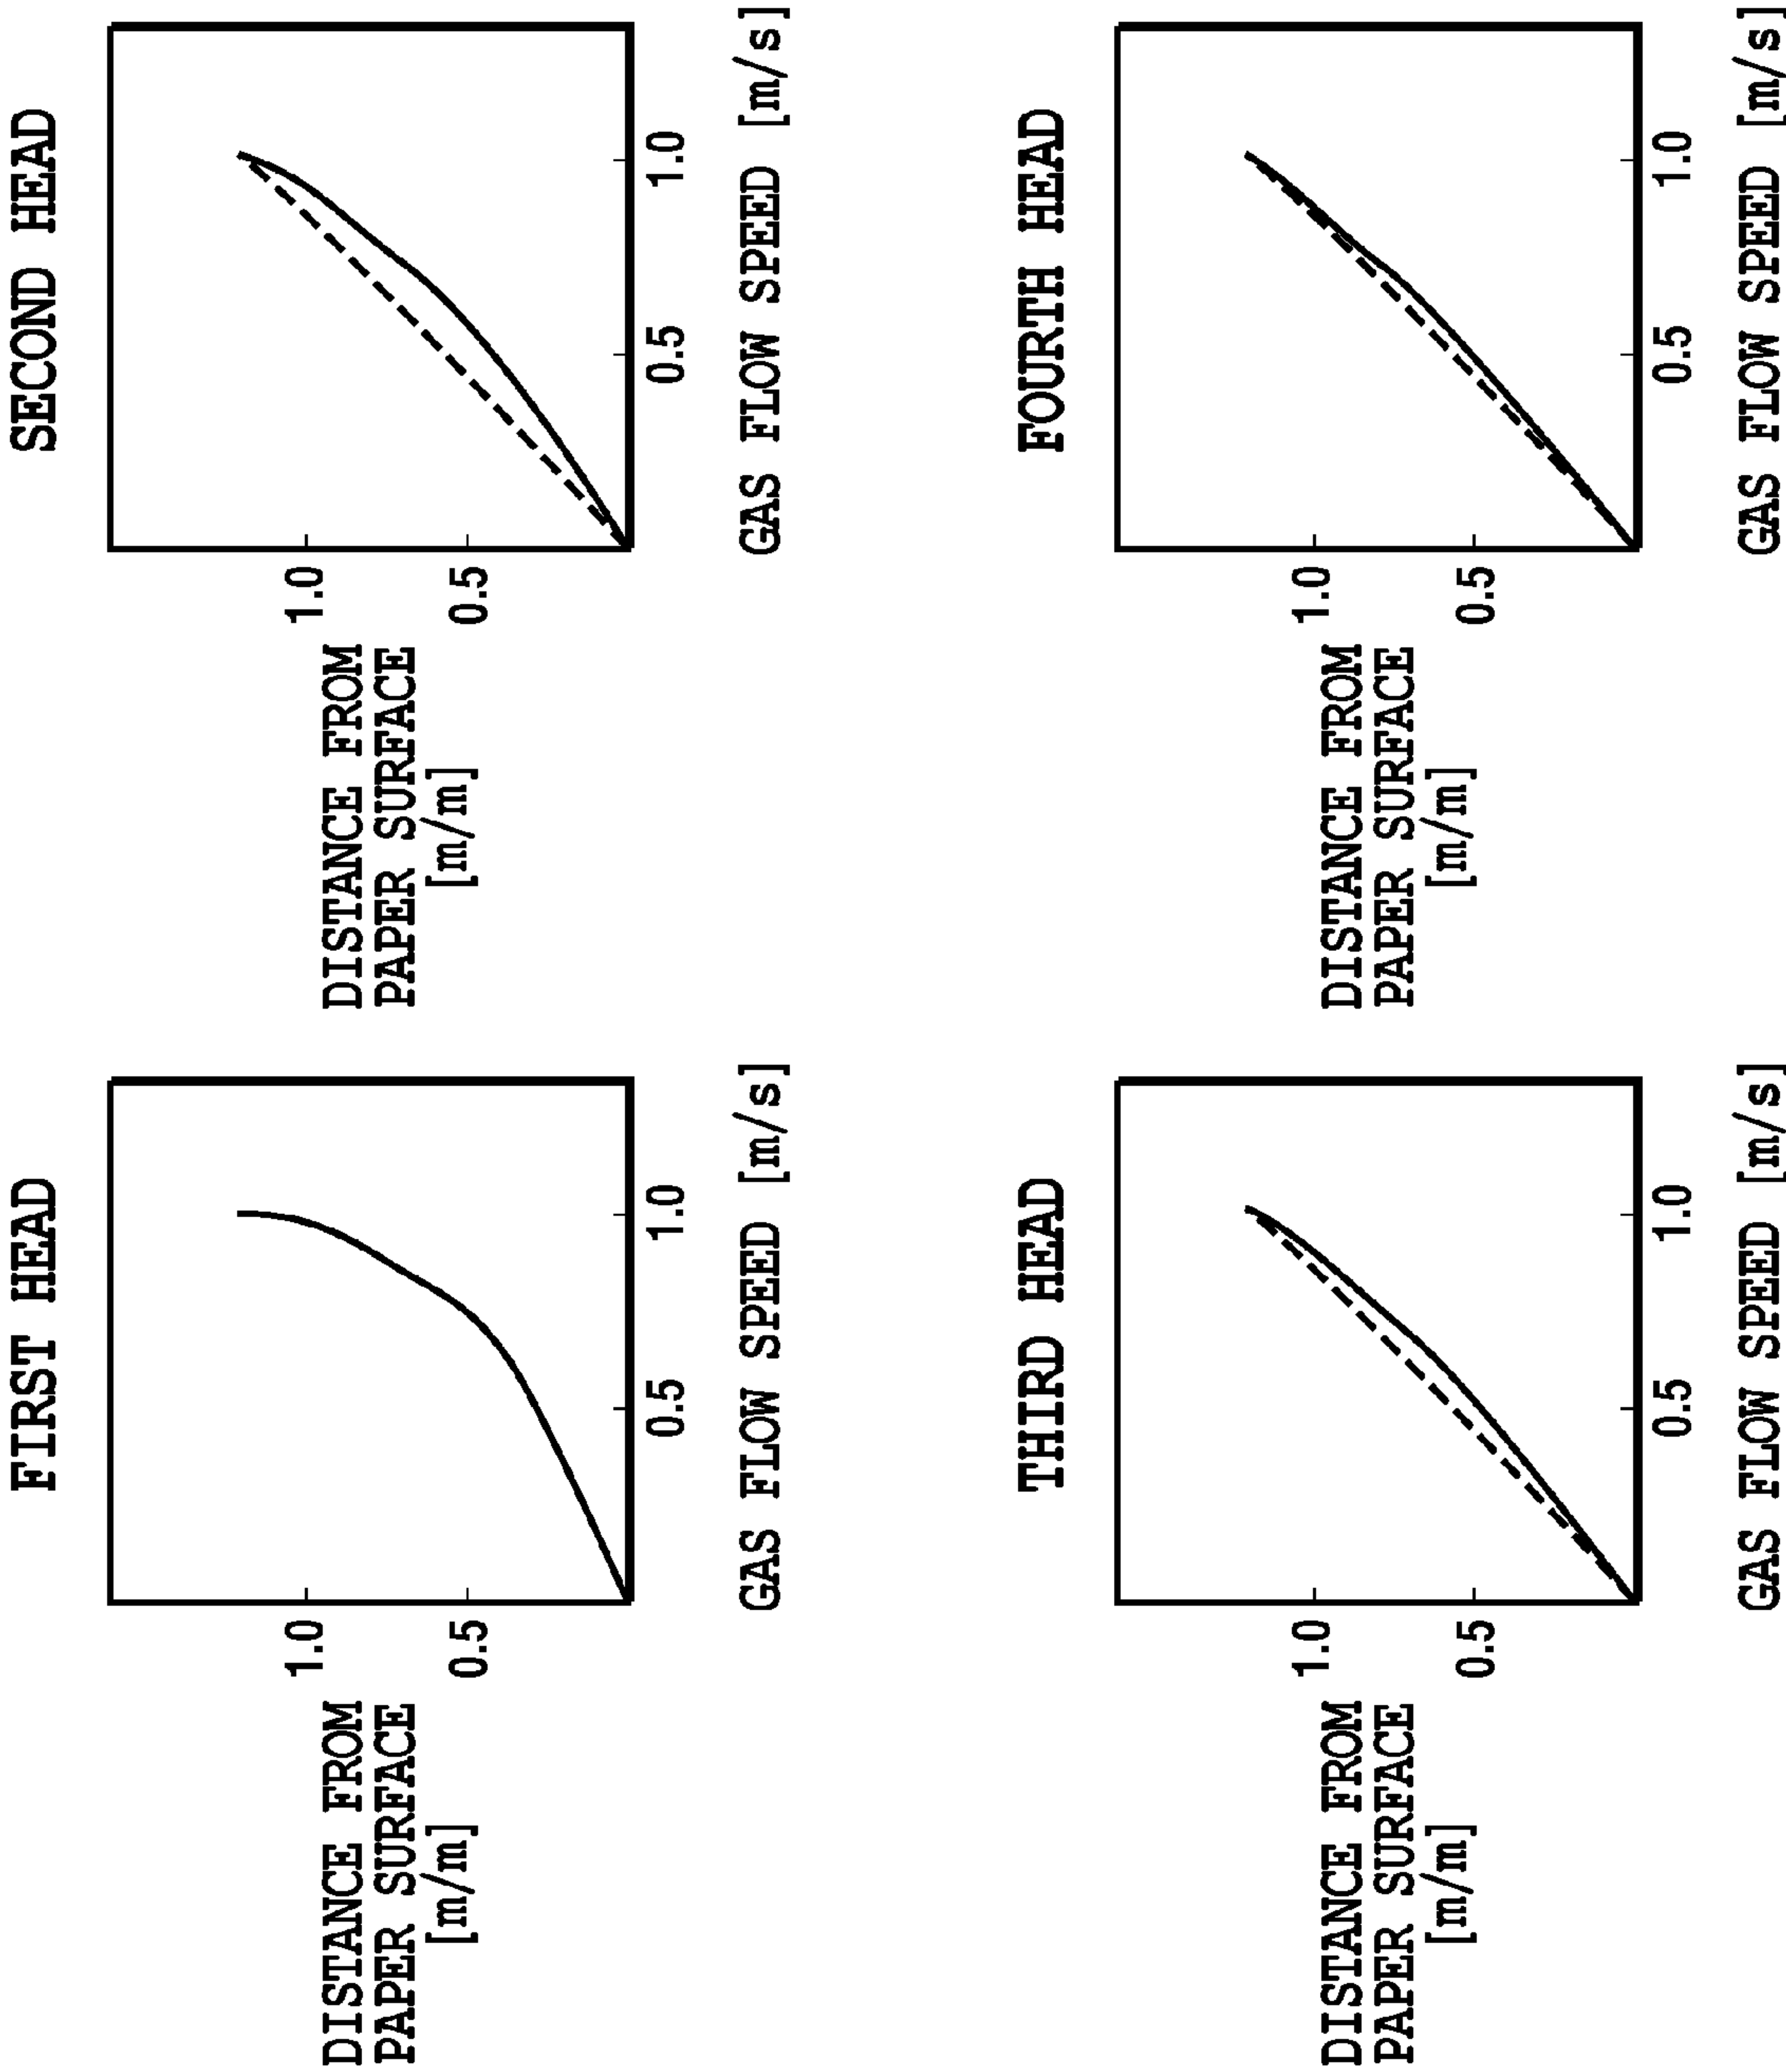 FIRST HEAD
1.0
0.5
DISTANCE FROM
PAPER SURFACE
[m/m]
0.5
1.0
GAS FLOW SPEED [m/s]
SECOND HEAD
1.0
0.5
DISTANCE FROM
PAPER SURFACE
[m/m]
0.5
1.0
GAS FLOW SPEED [m/s]
THIRD HEAD
1.0
0.5
DISTANCE FROM
PAPER SURFACE
[m/m]
0.5
1.0
GAS FLOW SPEED [m/s]
FOURTH HEAD
1.0
0.5
DISTANCE FROM
PAPER SURFACE
[m/m]
0.5
1.0
GAS FLOW SPEED [m/s]